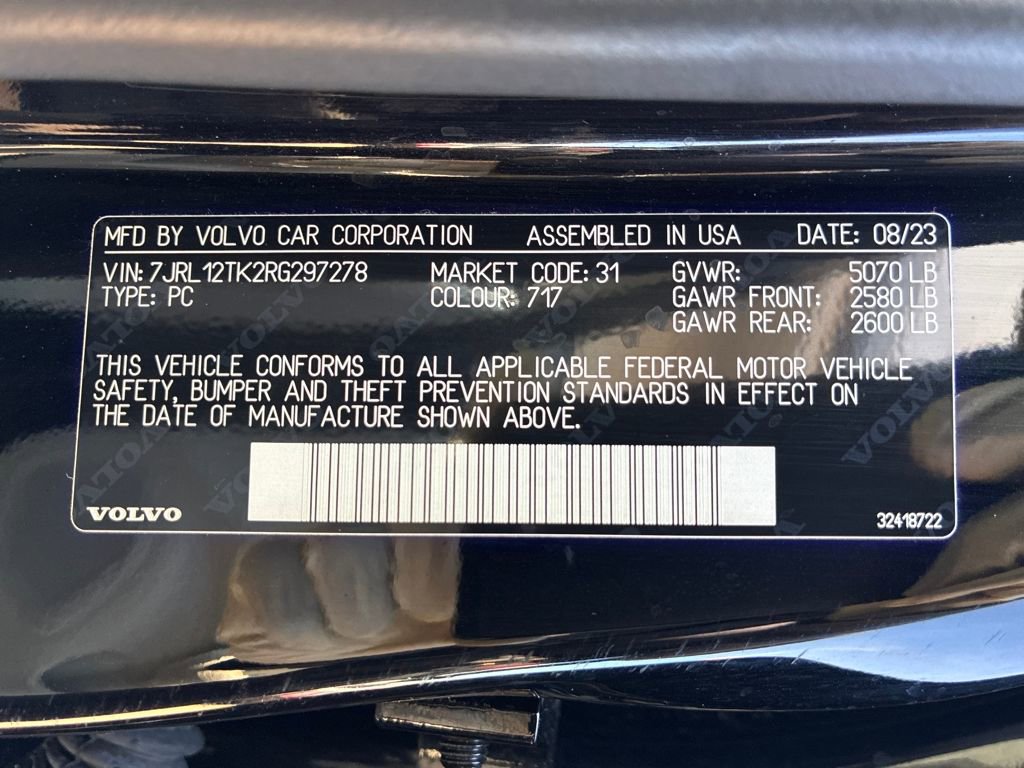 MFD BY VOLVO CAR CORPORATION ASSEMBLED IN USA DATE: 08/23
VIN: 7JRL12TK2RG297278 MARKET CODE: 31 GVWR: 5070 LB
TYPE: PC COLOUR: 717 GAWR FRONT: 2580 LB
GAWR REAR: 2600 LB
THIS VEHICLE CONFORMS TO ALL APPLICABLE FEDERAL MOTOR VEHICLE
SAFETY, BUMPER AND THEFT PREVENTION STANDARDS IN EFFECT ON
THE DATE OF MANUFACTURE SHOWN ABOVE.
VOLVO 32418722